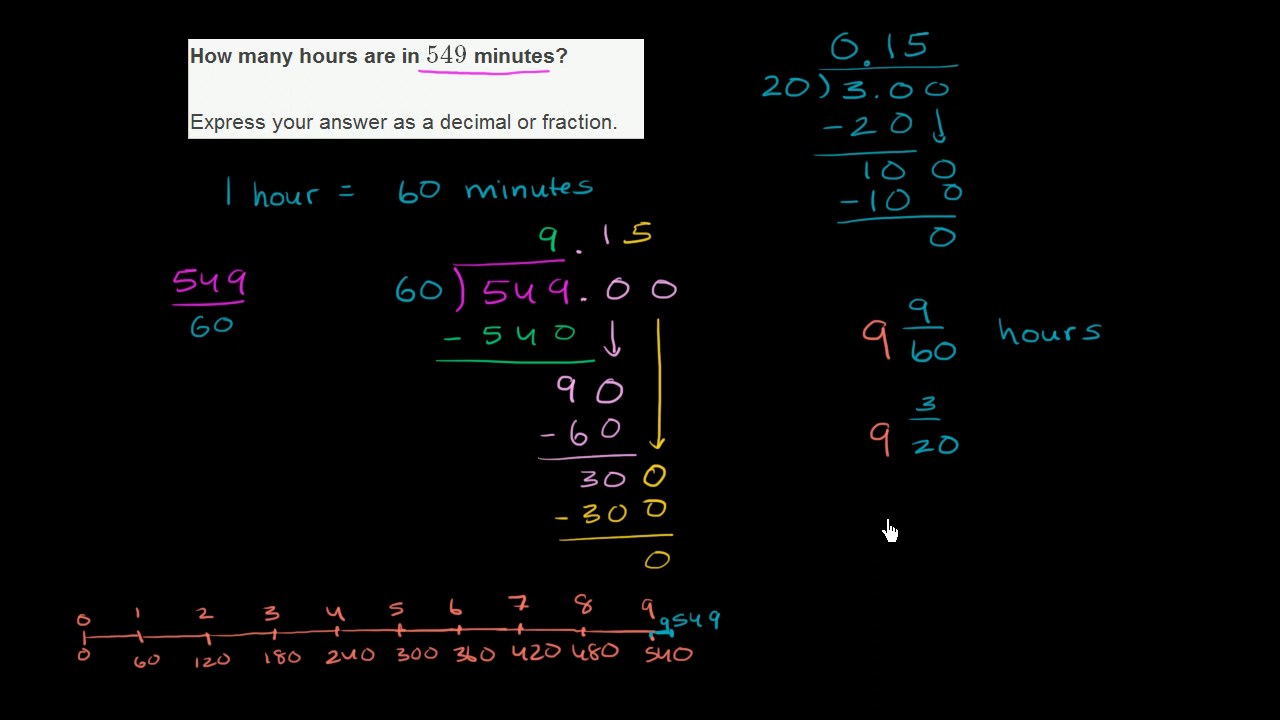 How many hours are in 549 minutes?
Express your answer as a decimal or fraction.
1 hour = 60 minutes
549
60
9.15
60)549.00
-540
90
-60
300
-300
0
0.15
20)3.00
-20
100
-100
0
9 9/60 hours
9 3/20
0 1 2 3 4 5 6 7 8 9 9 549
0 60 120 180 240 300 360 420 480 540